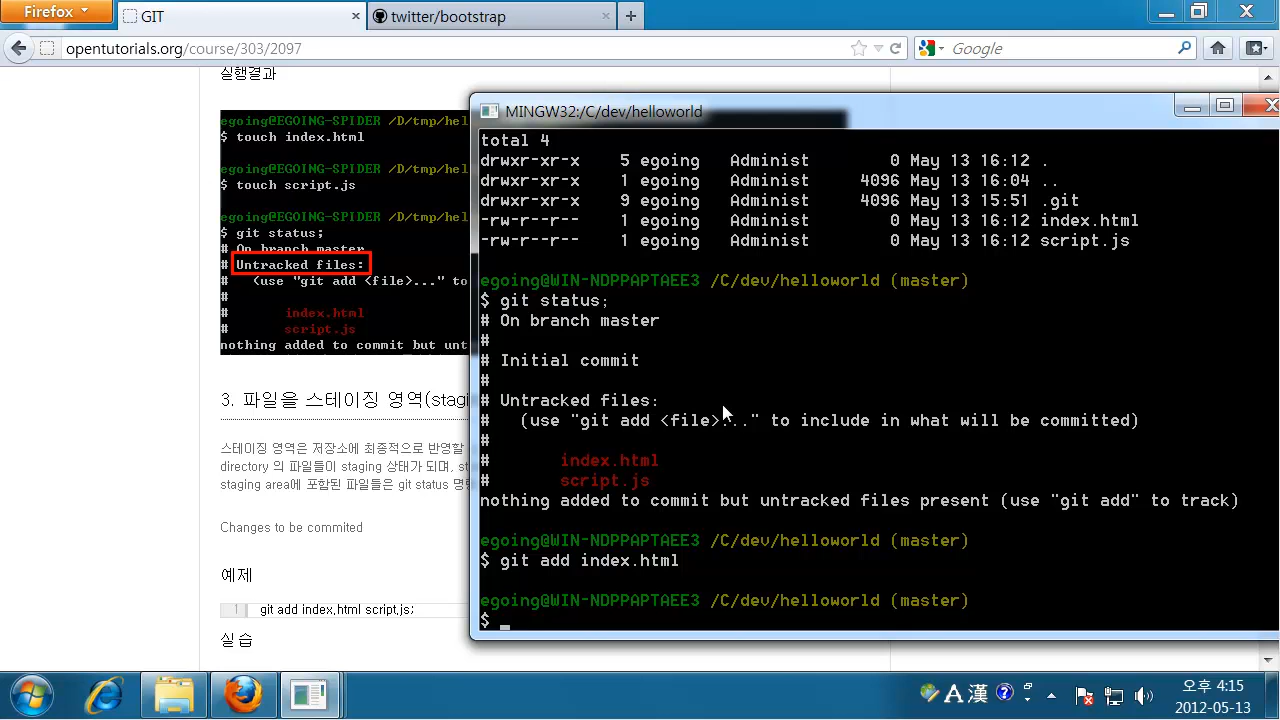 Firefox
GIT
twitter/bootstrap
opentutorials.org/course/303/2097
Google
실행결과
egoing@EGOING-SPIDER /D/tmp/hel
$ touch index.html
egoing@EGOING-SPIDER /D/tmp/hel
$ touch script.js
egoing@EGOING-SPIDER /D/tmp/hel
$ git status;
# On branch master
# Untracked files:
# (use "git add <file>..." to
#
# index.html
# script.js
nothing added to commit but unt
3. 파일을 스테이징 영역(stagi
스테이징 영역은 저장소에 최종적으로 반영할
directory 의 파일들이 staging 상태가 되며, st
staging area에 포함된 파일들은 git status 명령
Changes to be commited
예제
1 git add index.html script.js;
실습
MINGW32:/C/dev/helloworld
total 4
drwxr-xr-x 5 egoing Administ 0 May 13 16:12 .
drwxr-xr-x 1 egoing Administ 4096 May 13 16:04 ..
drwxr-xr-x 9 egoing Administ 4096 May 13 15:51 .git
-rw-r--r-- 1 egoing Administ 0 May 13 16:12 index.html
-rw-r--r-- 1 egoing Administ 0 May 13 16:12 script.js
egoing@WIN-NDPPAPTAEE3 /C/dev/helloworld (master)
$ git status;
# On branch master
#
# Initial commit
#
# Untracked files:
# (use "git add <file>..." to include in what will be committed)
#
# index.html
# script.js
nothing added to commit but untracked files present (use "git add" to track)
egoing@WIN-NDPPAPTAEE3 /C/dev/helloworld (master)
$ git add index.html
egoing@WIN-NDPPAPTAEE3 /C/dev/helloworld (master)
$ _
A 漢
오후 4:15
2012-05-13